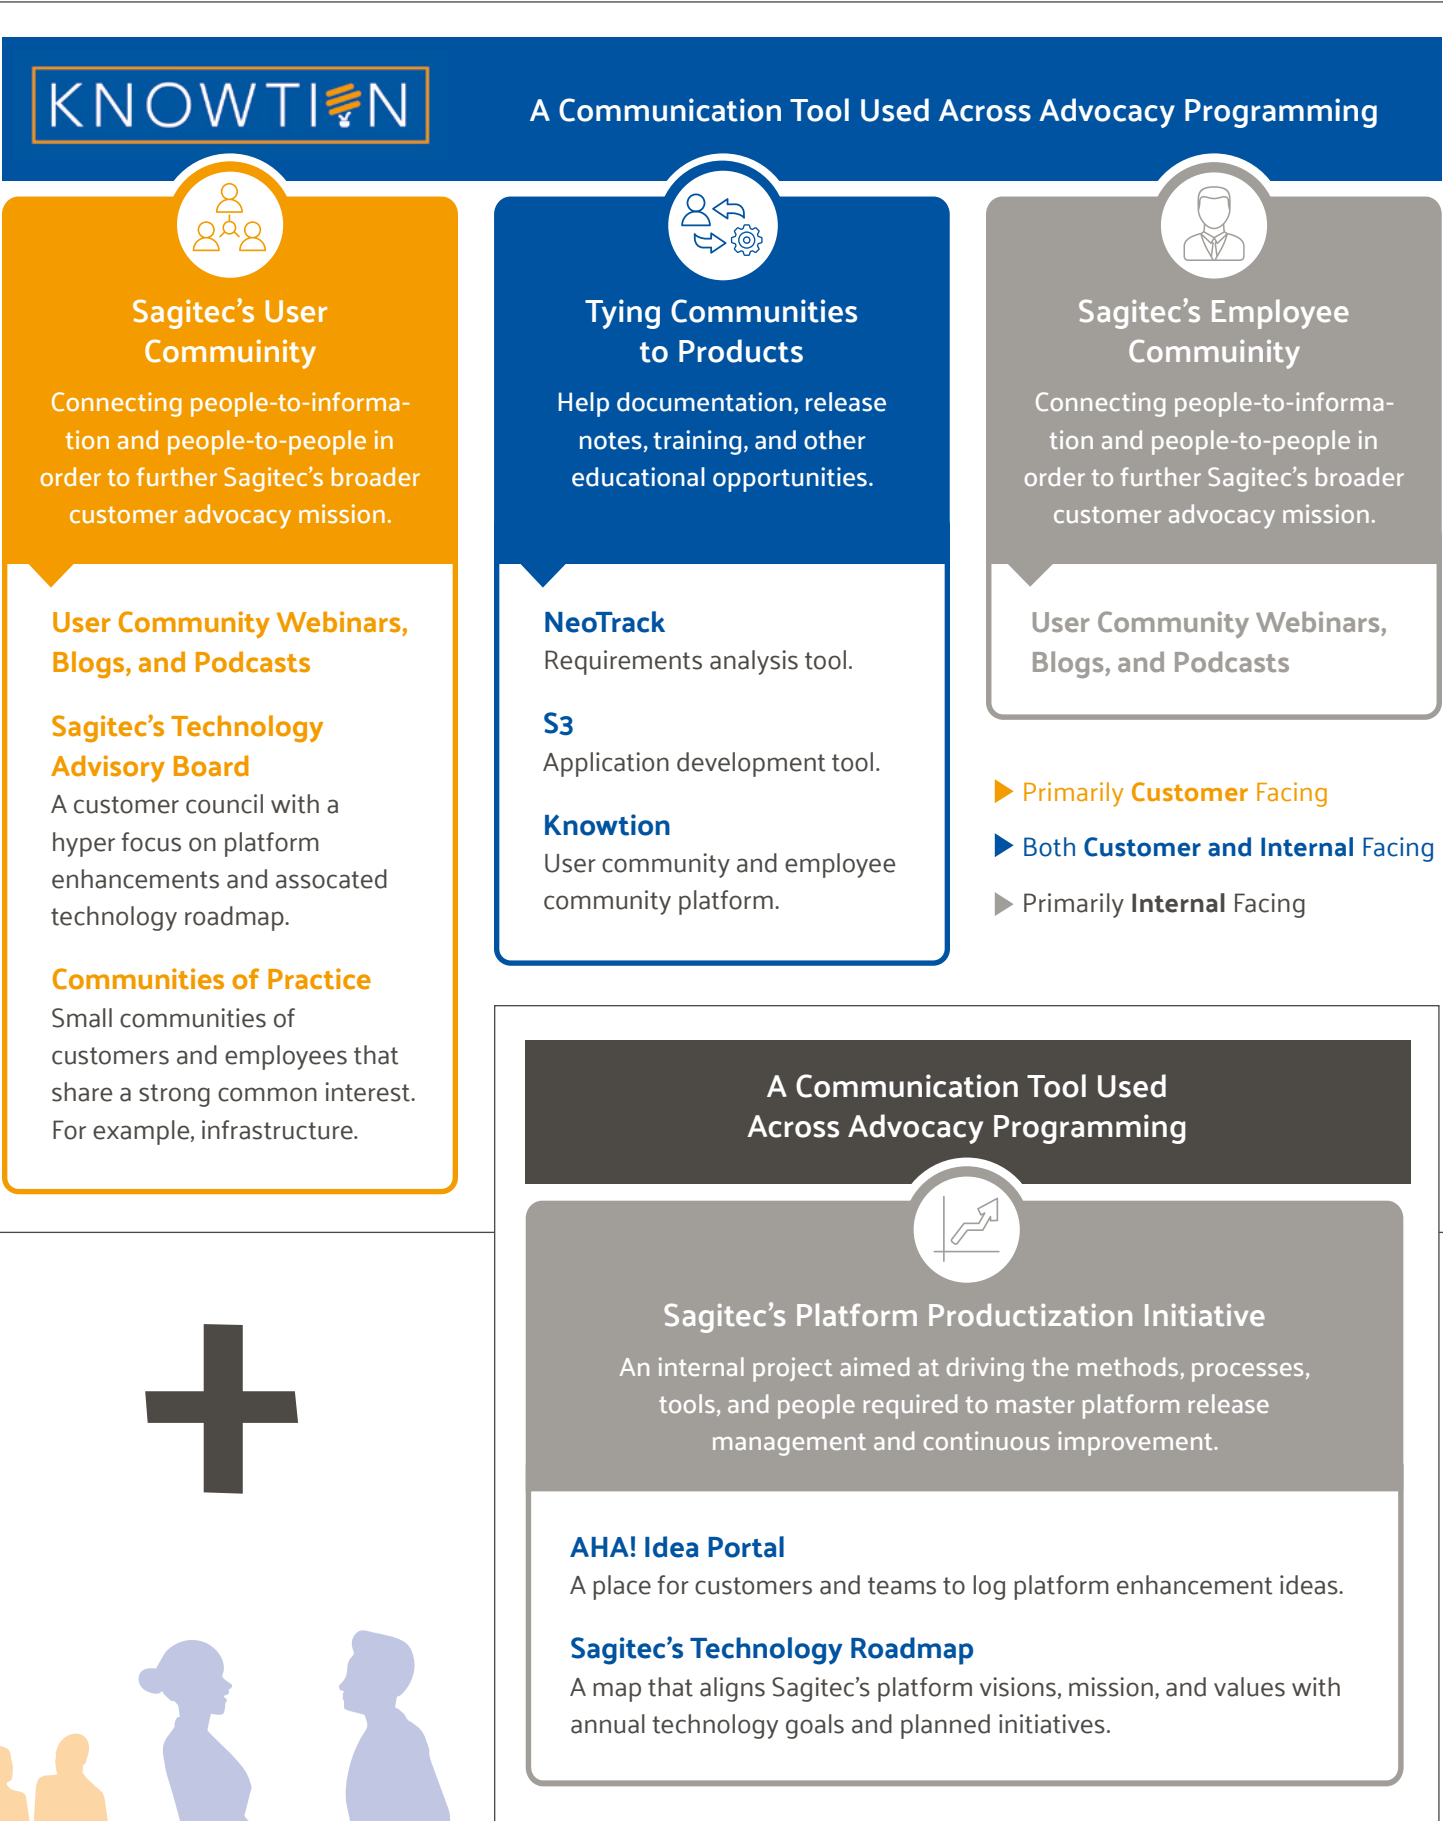 KNOWTION
A Communication Tool Used Across Advocacy Programming
Sagitec's User
Commuinity
Connecting people-to-informa-
tion and people-to-people in
order to further Sagitec's broader
customer advocacy mission.
User Community Webinars,
Blogs, and Podcasts
Sagitec's Technology
Advisory Board
A customer council with a
hyper focus on platform
enhancements and assocated
technology roadmap.
Communities of Practice
Small communities of
customers and employees that
share a strong common interest.
For example, infrastructure.
Tying Communities
to Products
Help documentation, release
notes, training, and other
educational opportunities.
NeoTrack
Requirements analysis tool.
S3
Application development tool.
Knowtion
User community and employee
community platform.
Sagitec's Employee
Commuinity
Connecting people-to-informa-
tion and people-to-people in
order to further Sagitec's broader
customer advocacy mission.
User Community Webinars,
Blogs, and Podcasts
Primarily Customer Facing
Both Customer and Internal Facing
Primarily Internal Facing
A Communication Tool Used
Across Advocacy Programming
Sagitec's Platform Productization Initiative
An internal project aimed at driving the methods, processes,
tools, and people required to master platform release
management and continuous improvement.
AHA! Idea Portal
A place for customers and teams to log platform enhancement ideas.
Sagitec's Technology Roadmap
A map that aligns Sagitec's platform visions, mission, and values with
annual technology goals and planned initiatives.